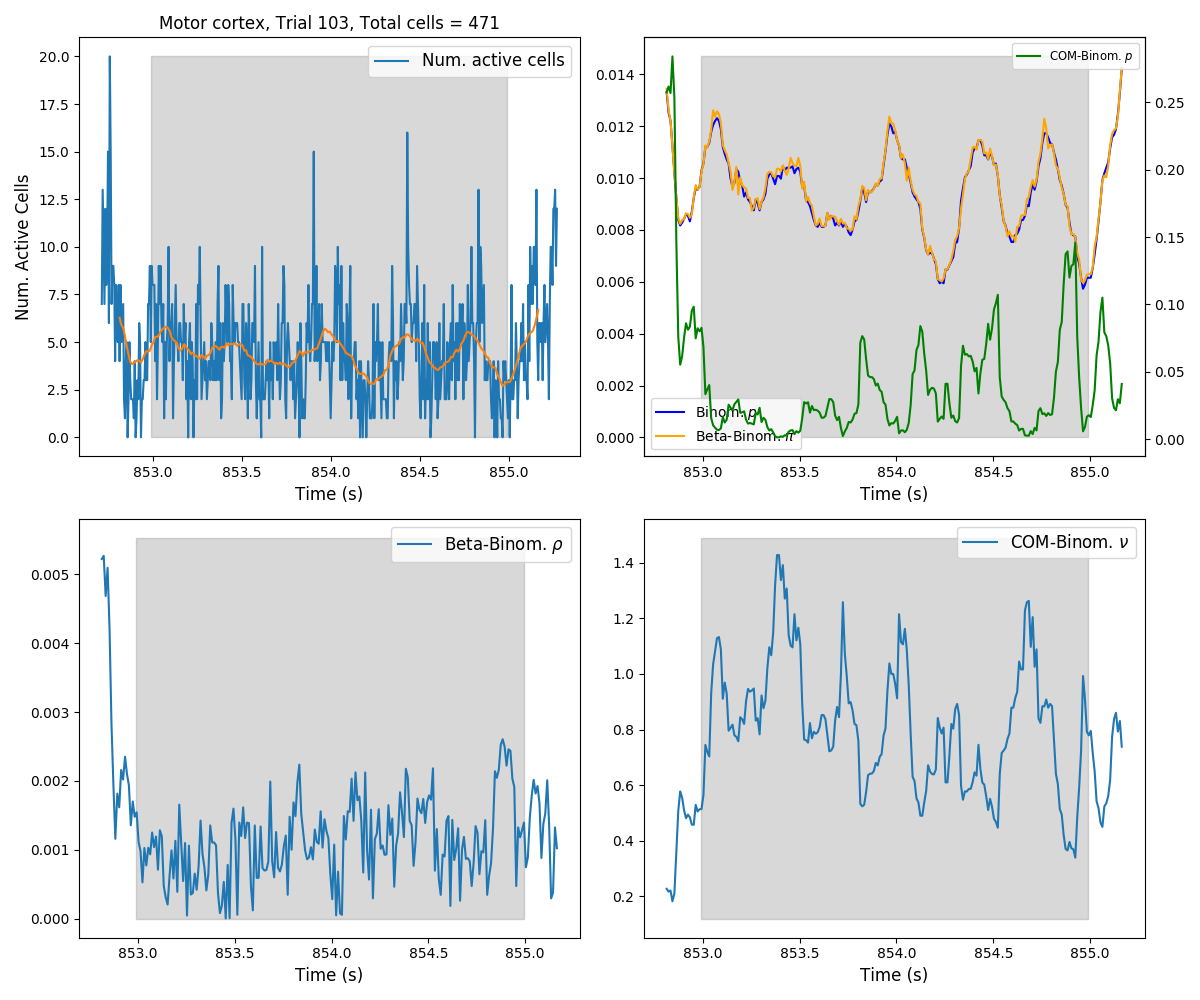 Motor cortex, Trial 103, Total cells = 471
Num. active cells
20.0
17.5
15.0
12.5
10.0
7.5
5.0
2.5
0.0
Num. Active Cells
853.0 853.5 854.0 854.5 855.0
Time (s)
COM-Binom. p
0.014
0.012
0.010
0.008
0.006
0.004
0.002
0.000
0.25
0.20
0.15
0.10
0.05
0.00
Binom. p
Beta-Binom. π
853.0 853.5 854.0 854.5 855.0
Time (s)
Beta-Binom. ρ
0.005
0.004
0.003
0.002
0.001
0.000
853.0 853.5 854.0 854.5 855.0
Time (s)
COM-Binom. ν
1.4
1.2
1.0
0.8
0.6
0.4
0.2
853.0 853.5 854.0 854.5 855.0
Time (s)